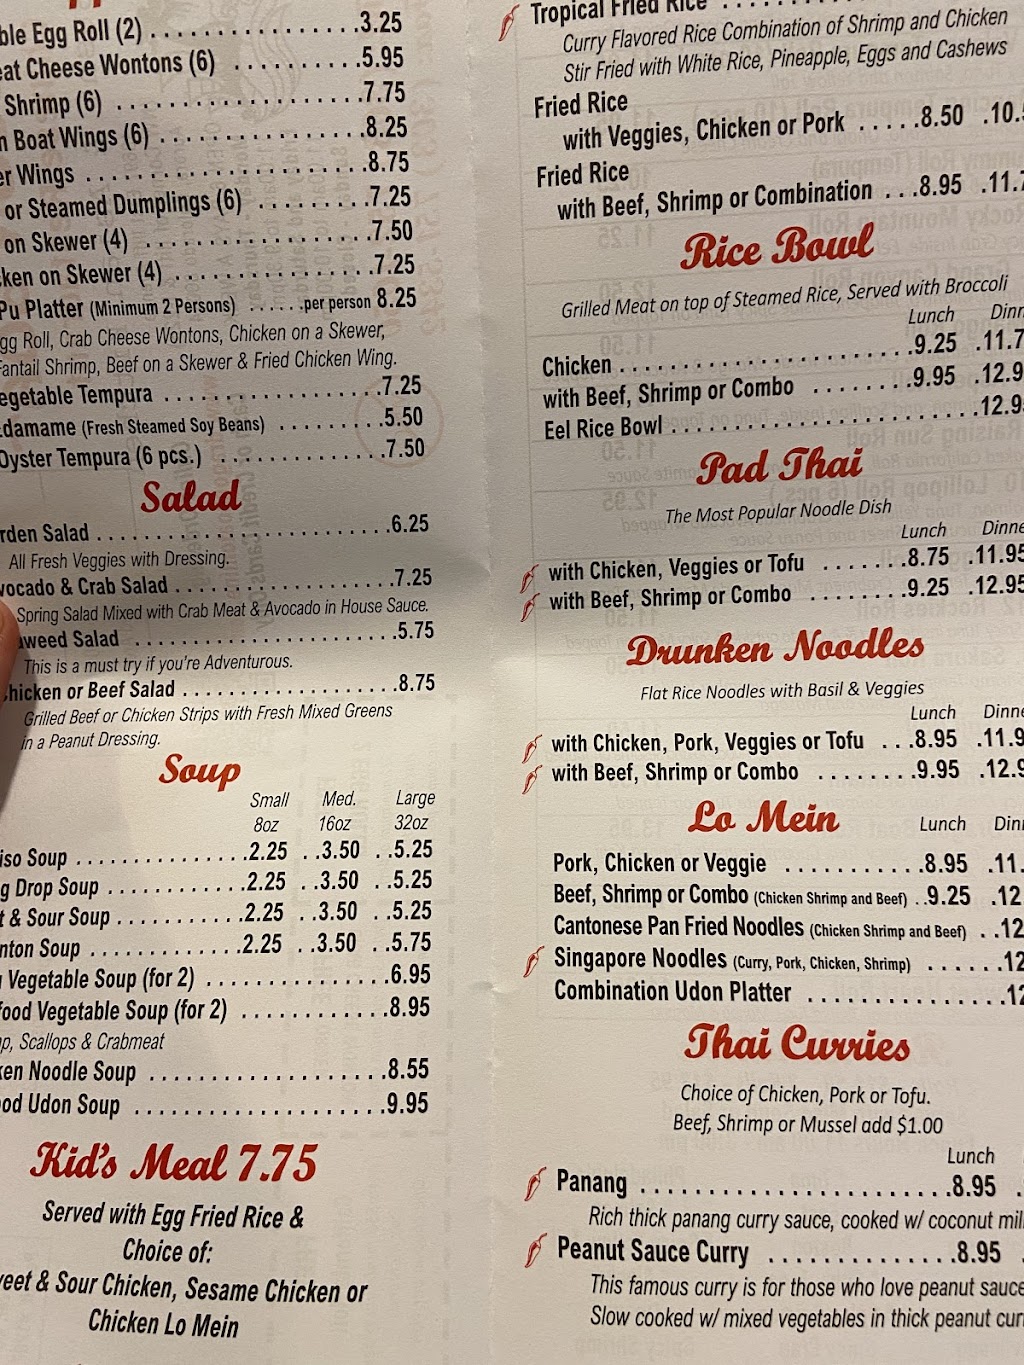 Egg Roll (2) 3.25
Cheese Wontons (6) 5.95
Shrimp (6) 7.75
Boat Wings (6) 8.25
Wings 8.75
or Steamed Dumplings (6) 7.25
on Skewer (4) 7.50
on Skewer (4) 7.25
Pu Platter (Minimum 2 Persons) per person 8.25
Roll, Crab Cheese Wontons, Chicken on a Skewer,
Fantail Shrimp, Beef on a Skewer & Fried Chicken Wing.
Vegetable Tempura 7.25
Edamame (Fresh Steamed Soy Beans) 5.50
Oyster Tempura (6 pcs.) 7.50
Salad
Salad 6.25
All Fresh Veggies with Dressing.
& Crab Salad 7.25
Spring Salad Mixed with Crab Meat & Avocado in House Sauce.
Salad 5.75
This is a must try if you're Adventurous.
Chicken or Beef Salad 8.75
Grilled Beef or Chicken Strips with Fresh Mixed Greens
in a Peanut Dressing.
Soup
Small Med. Large
8oz 16oz 32oz
Soup 2.25 3.50 5.25
Drop Soup 2.25 3.50 5.25
& Sour Soup 2.25 3.50 5.25
Soup 2.25 3.50 5.75
Vegetable Soup (for 2) 6.95
Vegetable Soup (for 2) 8.95
Scallops & Crabmeat
Noodle Soup 8.55
Udon Soup 9.95
Kid's Meal 7.75
Served with Egg Fried Rice &
Choice of:
& Sour Chicken, Sesame Chicken or
Chicken Lo Mein
Tropical Fried Rice
Curry Flavored Rice Combination of Shrimp and Chicken
Stir Fried with White Rice, Pineapple, Eggs and Cashews
Fried Rice
with Veggies, Chicken or Pork 8.50
Fried Rice
with Beef, Shrimp or Combination 8.95
Rice Bowl
Grilled Meat on top of Steamed Rice, Served with Broccoli
Lunch
Chicken 9.25
with Beef, Shrimp or Combo 9.95
Eel Rice Bowl
Pad Thai
The Most Popular Noodle Dish
Lunch
with Chicken, Veggies or Tofu 8.75 11.95
with Beef, Shrimp or Combo 9.25 12.95
Drunken Noodles
Flat Rice Noodles with Basil & Veggies
Lunch
with Chicken, Pork, Veggies or Tofu 8.95
with Beef, Shrimp or Combo 9.95
Lo Mein Lunch
Pork, Chicken or Veggie 8.95
Beef, Shrimp or Combo (Chicken Shrimp and Beef) 9.25
Cantonese Pan Fried Noodles (Chicken Shrimp and Beef)
Singapore Noodles (Curry, Pork, Chicken, Shrimp)
Combination Udon Platter
Thai Curries
Choice of Chicken, Pork or Tofu.
Beef, Shrimp or Mussel add $1.00
Lunch
Panang 8.95
Rich thick panang curry sauce, cooked w/ coconut
Peanut Sauce Curry 8.95
This famous curry is for those who love peanut sauce
Slow cooked w/ mixed vegetables in thick peanut